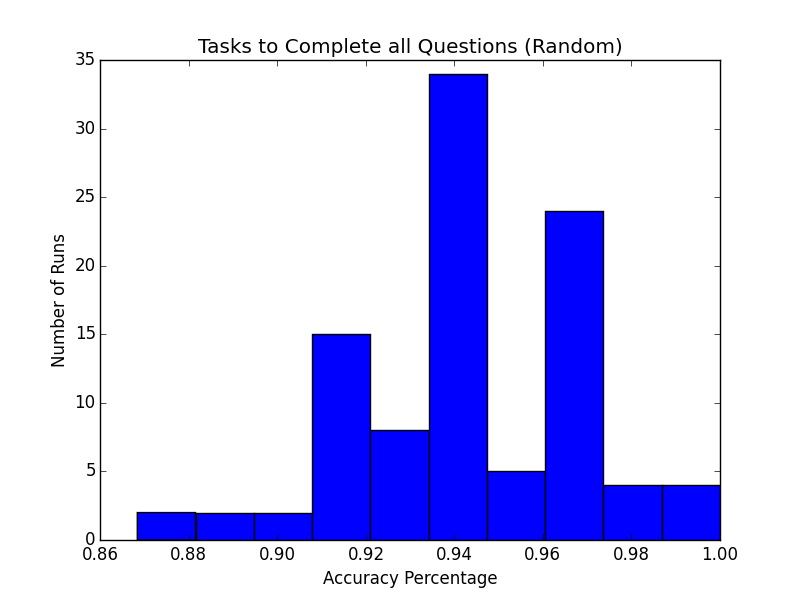 Tasks to Complete all Questions (Random)
35
30
25
20
15
10
5
0
Number of Runs
0.86 0.88 0.90 0.92 0.94 0.96 0.98 1.00
Accuracy Percentage